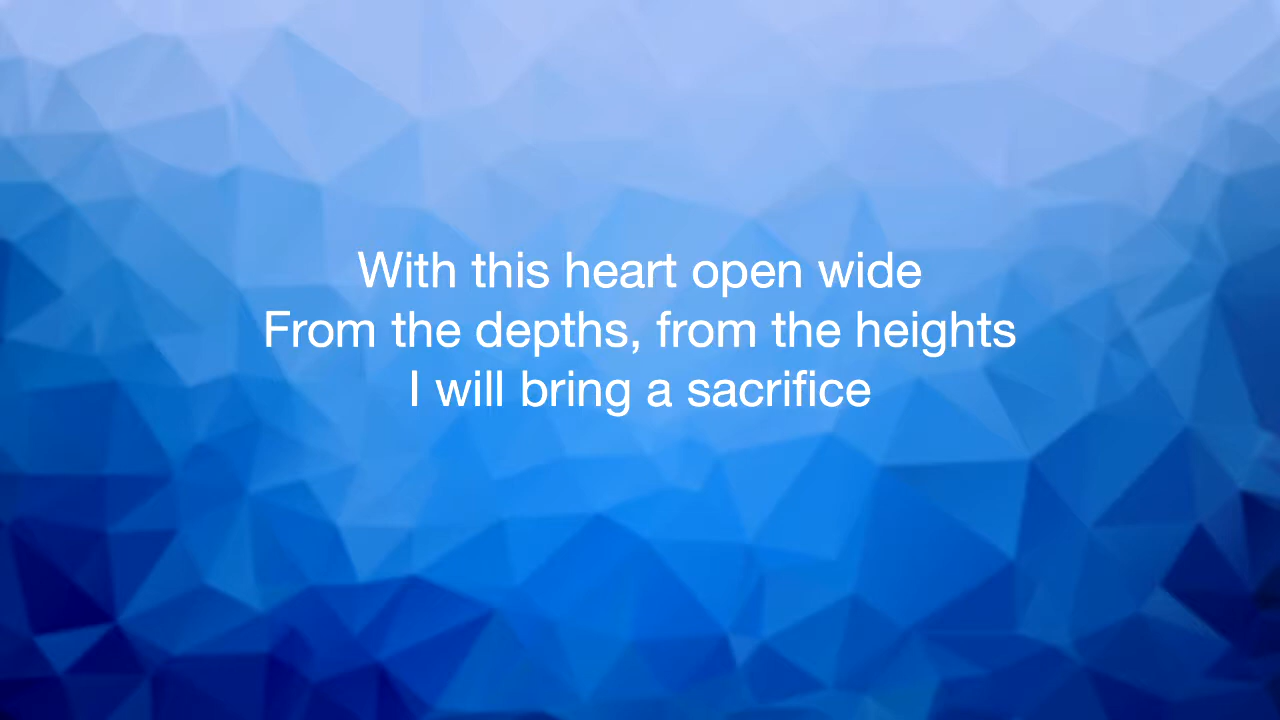 With this heart open wide
From the depths, from the heights
I will bring a sacrifice